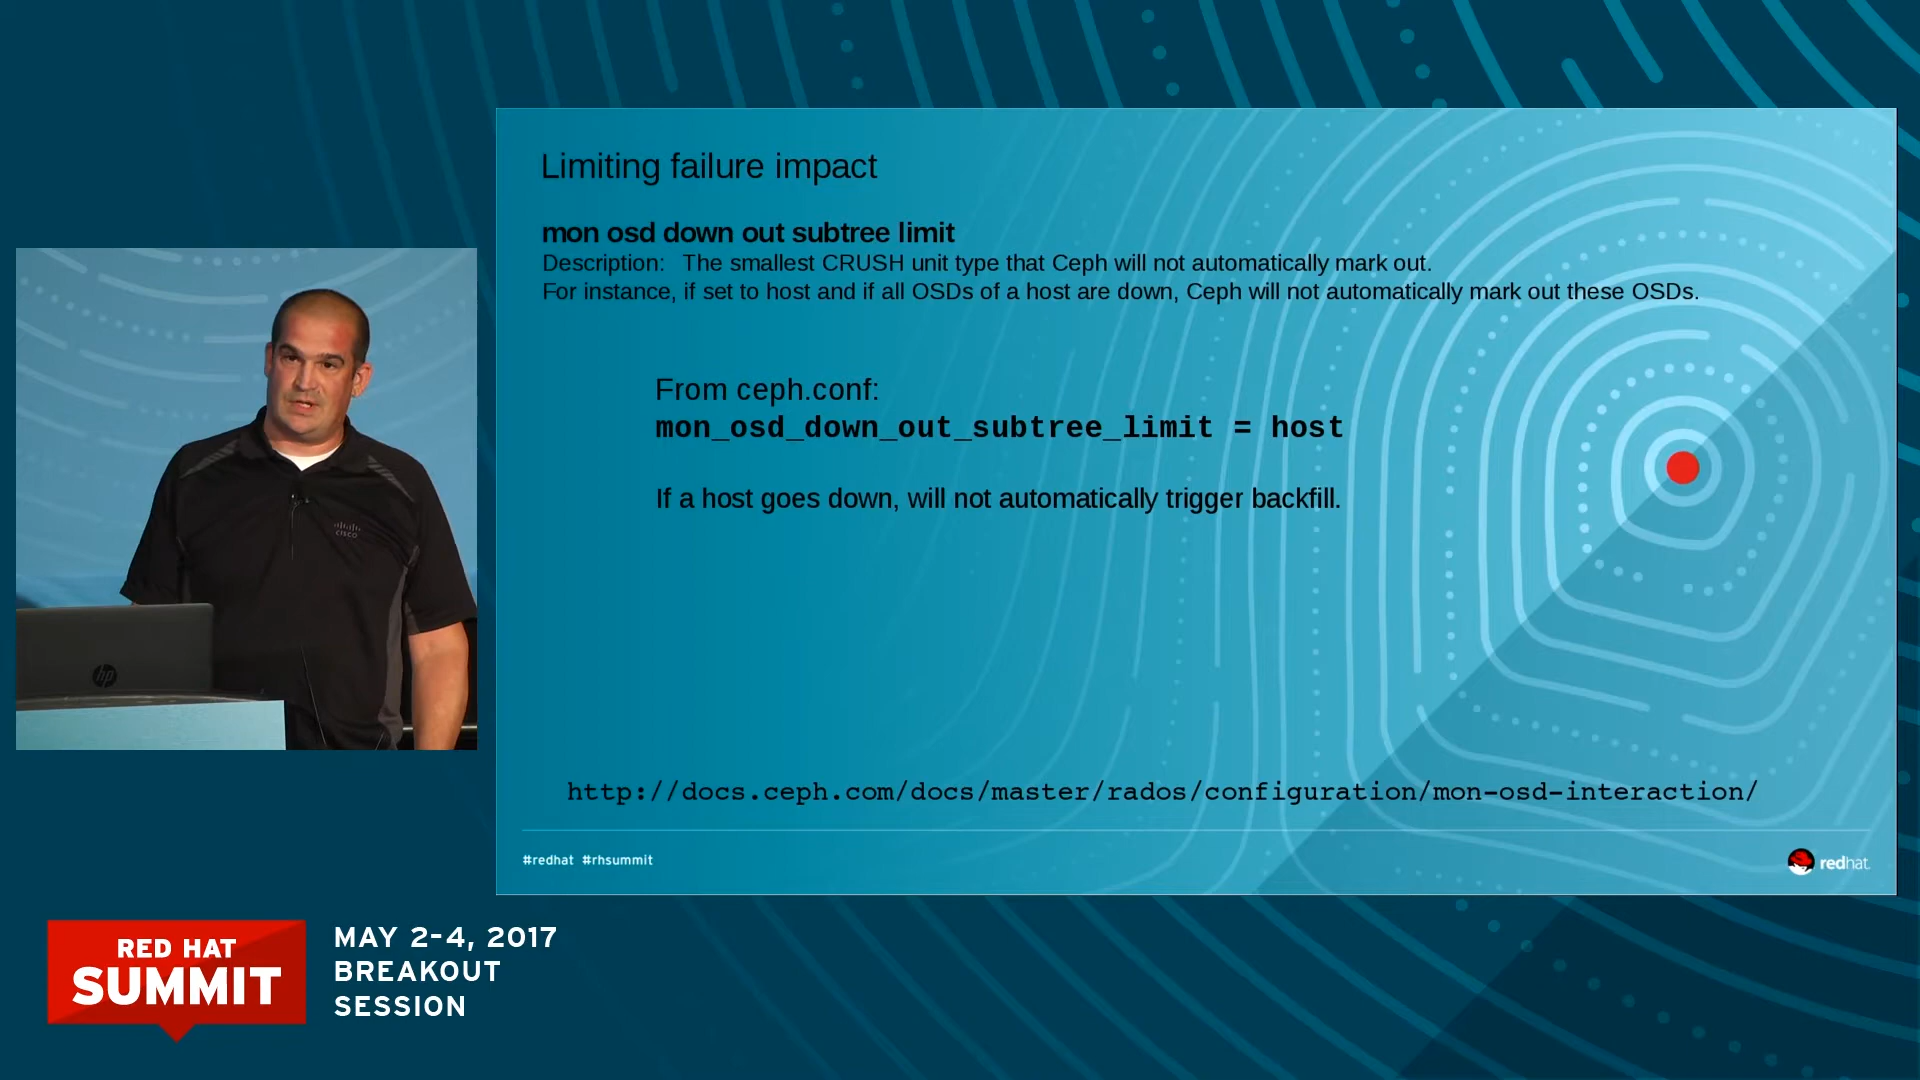 Limiting failure impact
mon osd down out subtree limit
Description: The smallest CRUSH unit type that Ceph will not automatically mark out.
For instance, if set to host and if all OSDs of a host are down, Ceph will not automatically mark out these OSDs.
From ceph.conf:
mon_osd_down_out_subtree_limit = host
If a host goes down, will not automatically trigger backfill.
http://docs.ceph.com/docs/master/rados/configuration/mon-osd-interaction/
#redhat #rhsummit
redhat.
cisco
hp
RED HAT
SUMMIT
MAY 2-4, 2017
BREAKOUT
SESSION